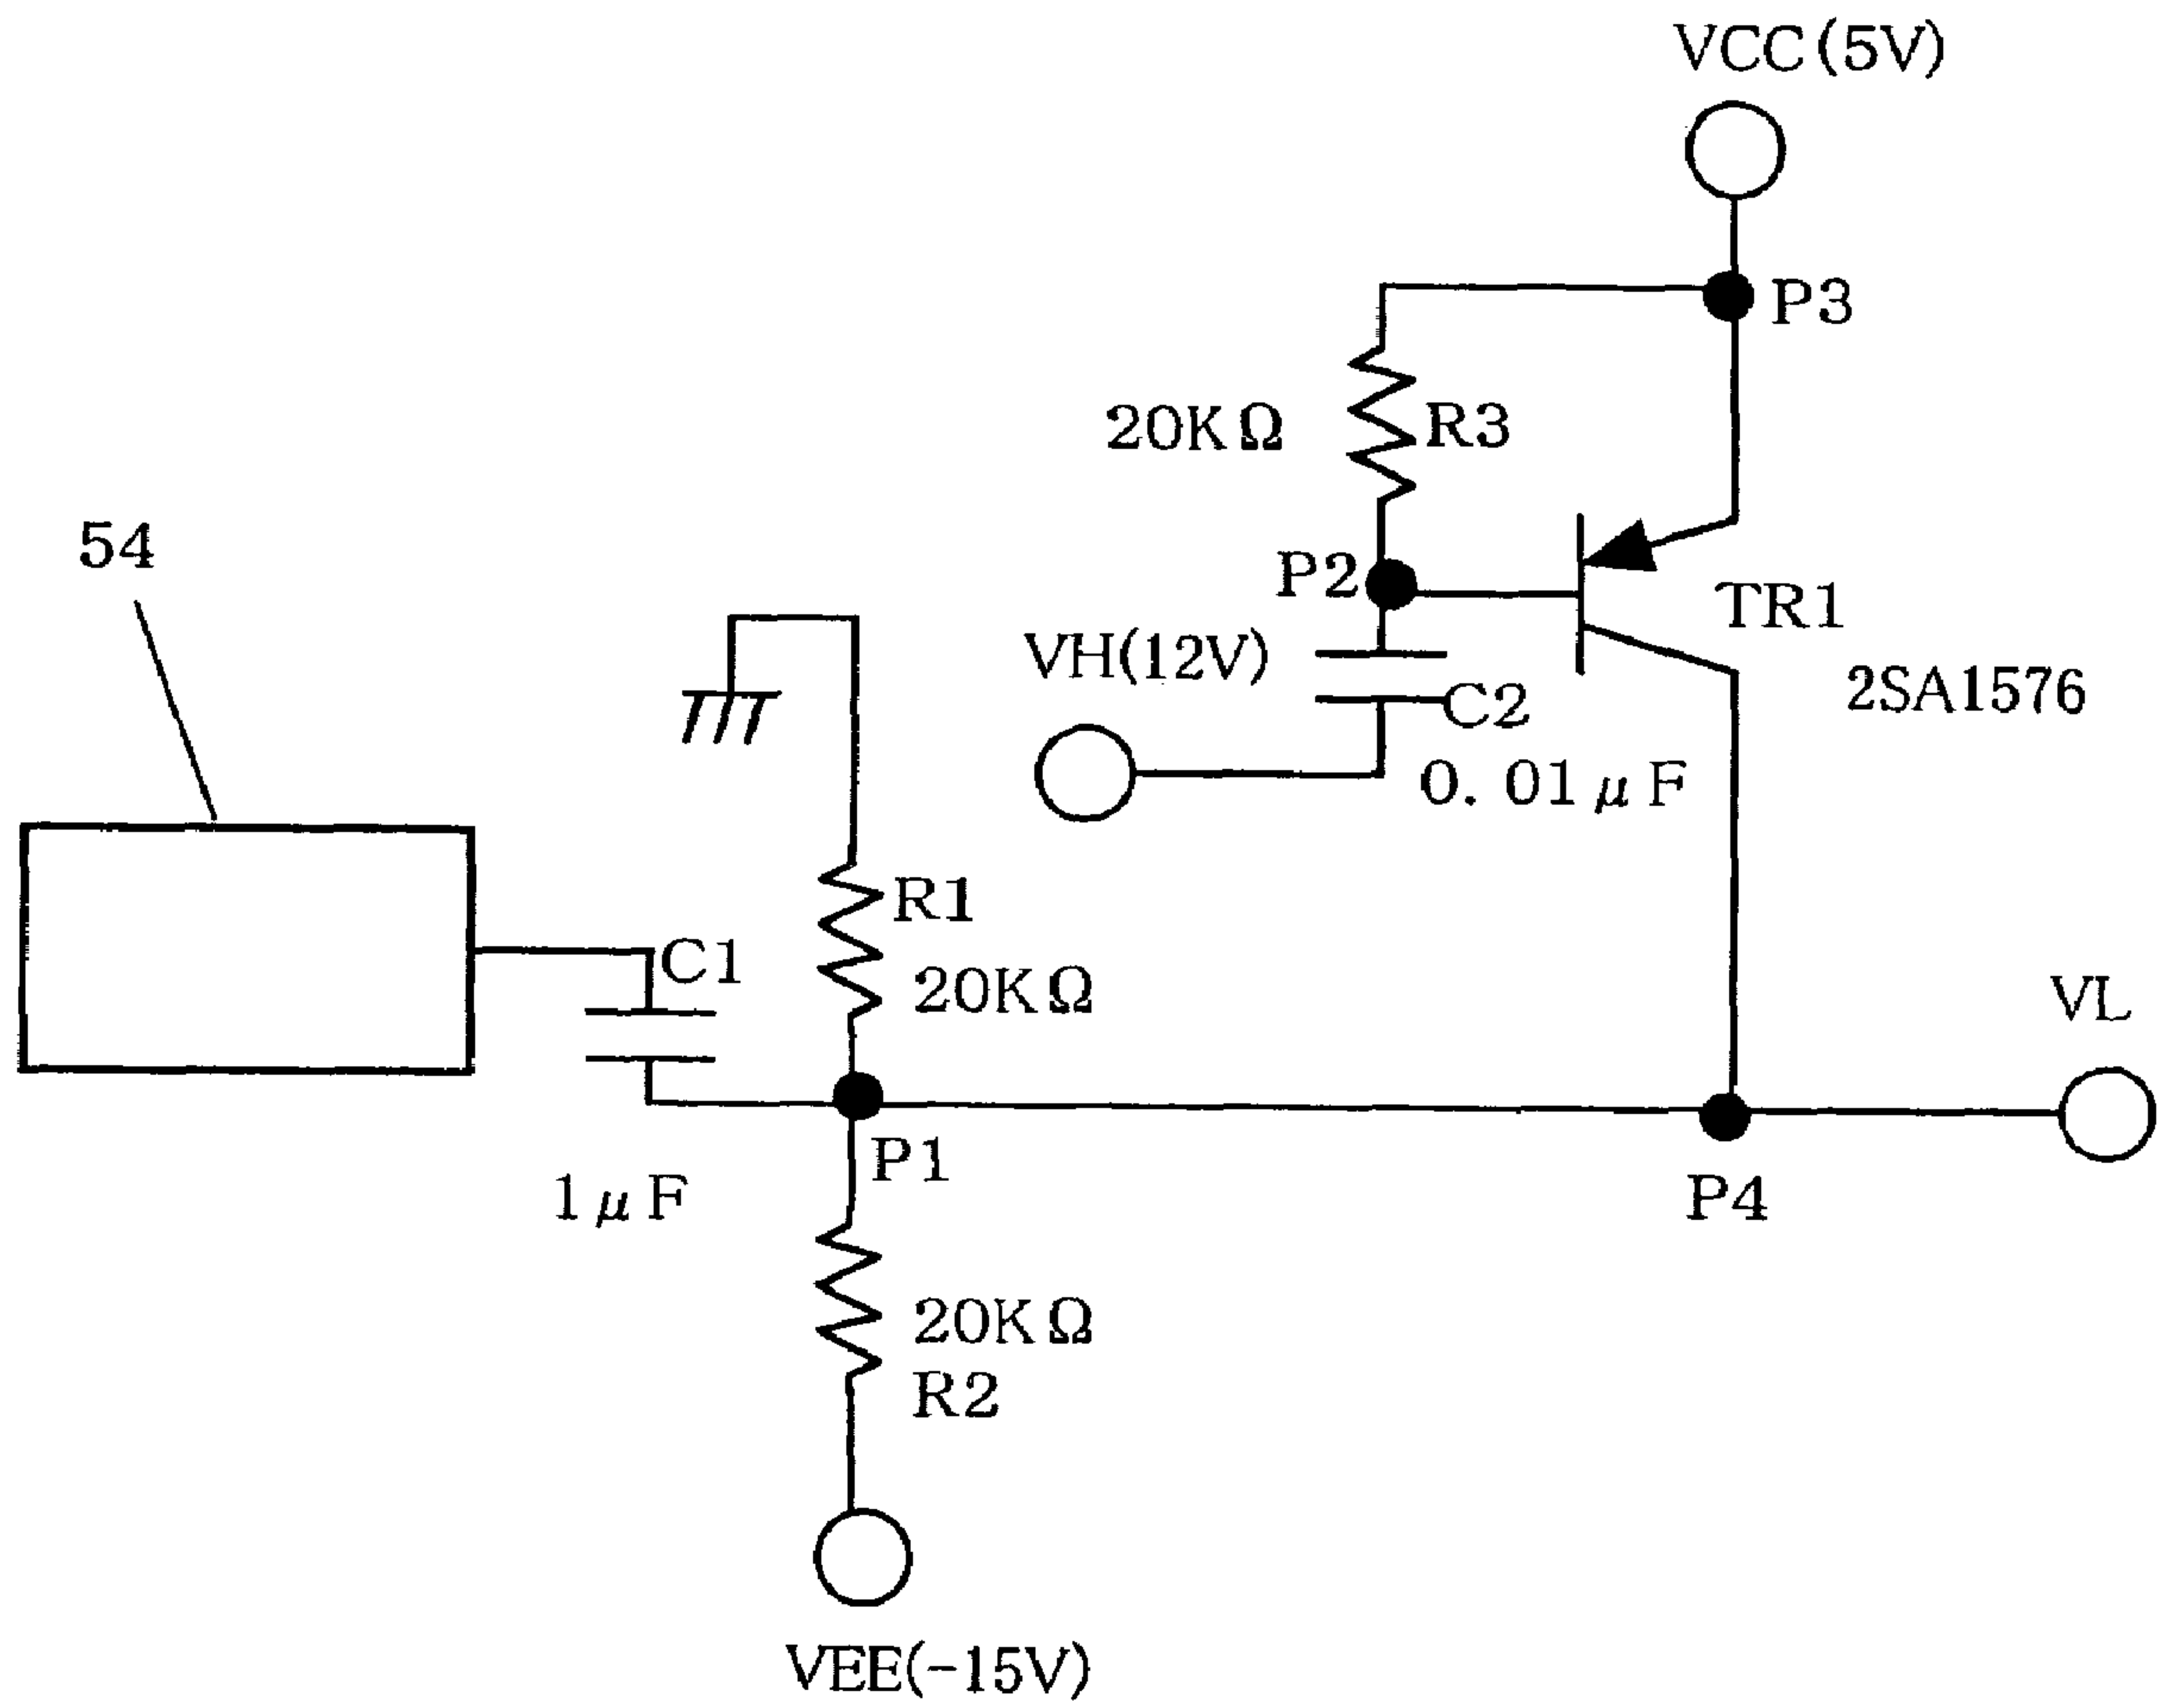 VCC(5V)
P3
20KΩ
R3
54
P2
TR1
VH(12V)
2SA1576
C2
0.01μF
R1
C1
20KΩ
VL
P1
1μF
P4
20KΩ
R2
VEE(-15V)